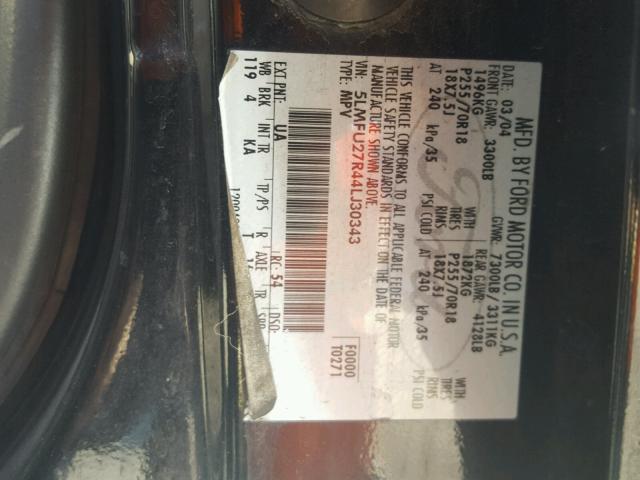 MFD. BY FORD MOTOR CO. IN U.S.A.
DATE: 03/04 GVWR: 7300LB/3311KG
FRONT GAWR: 3300LB REAR GAWR: 4128LB
1496KG WITH 1872KG WITH
P255/70R18 TIRES P255/70R18 TIRES
18X7.5J RIMS 18X7.5J RIMS
AT 240 kPa/35 PSI COLD AT 240 kPa/35 PSI COLD
THIS VEHICLE CONFORMS TO ALL APPLICABLE FEDERAL MOTOR
VEHICLE SAFETY STANDARDS IN EFFECT ON THE DATE OF
MANUFACTURE SHOWN ABOVE.
VIN: 5LMFU27R44LJ30343 F0000
TYPE: MPV T0271
EXT PNT: UA RC: 54 DSO:
WB BRK INT TR TP/PS R AXLE TR
119 4 KA T